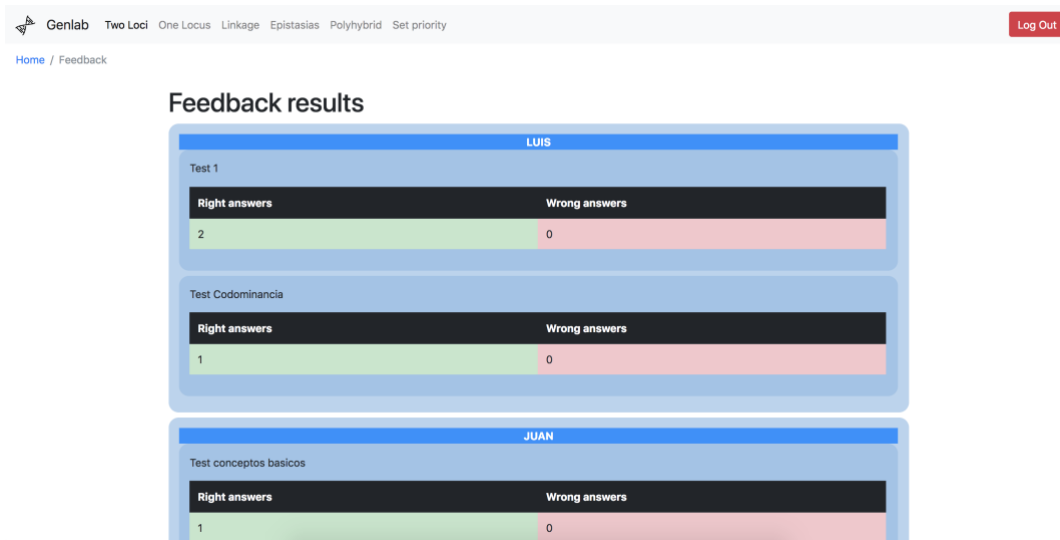 Genlab Two Loci One Locus Linkage Epistasias Polyhybrid Set priority Log Out
Home / Feedback
Feedback results
LUIS
Test 1
Right answers Wrong answers
2 0
Test Codominancia
Right answers Wrong answers
1 0
JUAN
Test conceptos basicos
Right answers Wrong answers
1 0